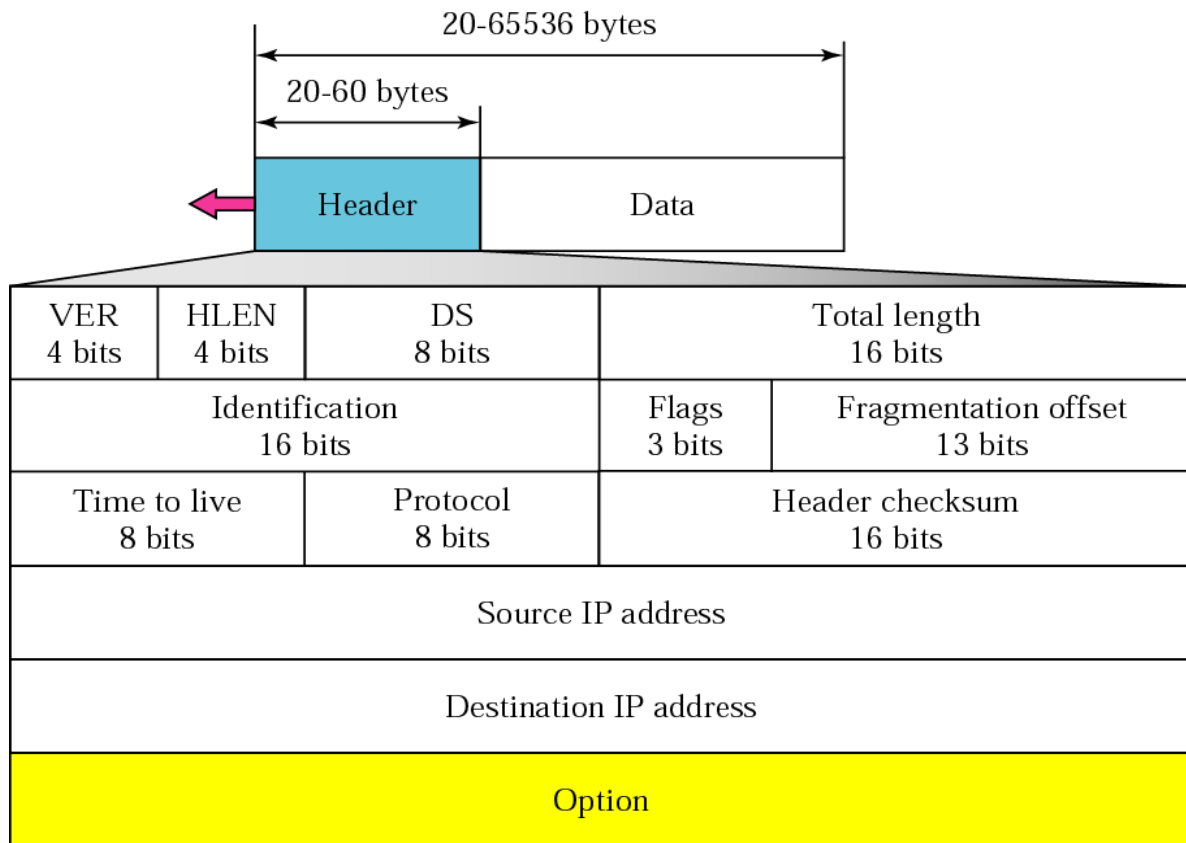 20-65536 bytes
20-60 bytes
Header
Data
VER
4 bits
HLEN
4 bits
DS
8 bits
Total length
16 bits
Identification
16 bits
Flags
3 bits
Fragmentation offset
13 bits
Time to live
8 bits
Protocol
8 bits
Header checksum
16 bits
Source IP address
Destination IP address
Option